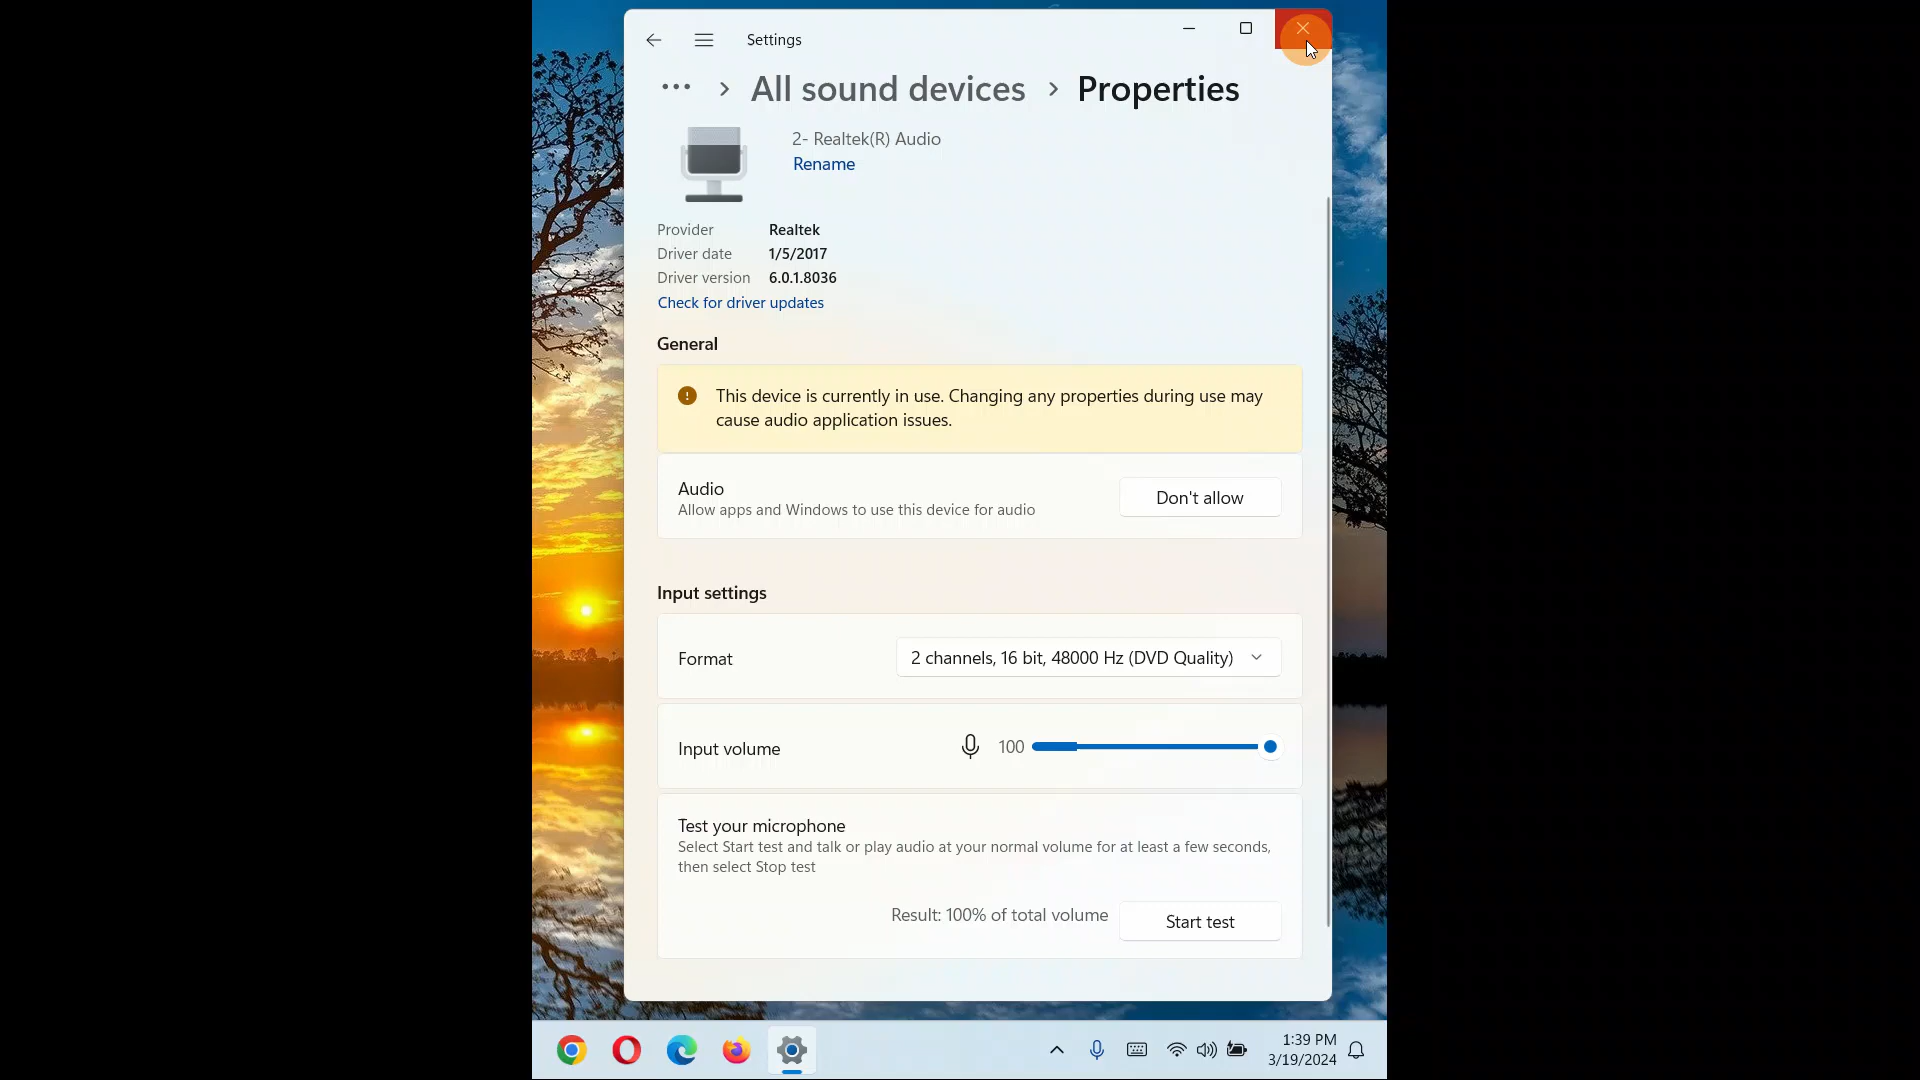 Settings
All sound devices > Properties
2- Realtek(R) Audio
Rename
Provider Realtek
Driver date 1/5/2017
Driver version 6.0.1.8036
Check for driver updates
General
This device is currently in use. Changing any properties during use may
cause audio application issues.
Audio
Allow apps and Windows to use this device for audio
Don't allow
Input settings
Format
2 channels, 16 bit, 48000 Hz (DVD Quality)
Input volume
100
Test your microphone
Select Start test and talk or play audio at your normal volume for at least a few seconds,
then select Stop test
Result: 100% of total volume
Start test
1:39 PM
3/19/2024